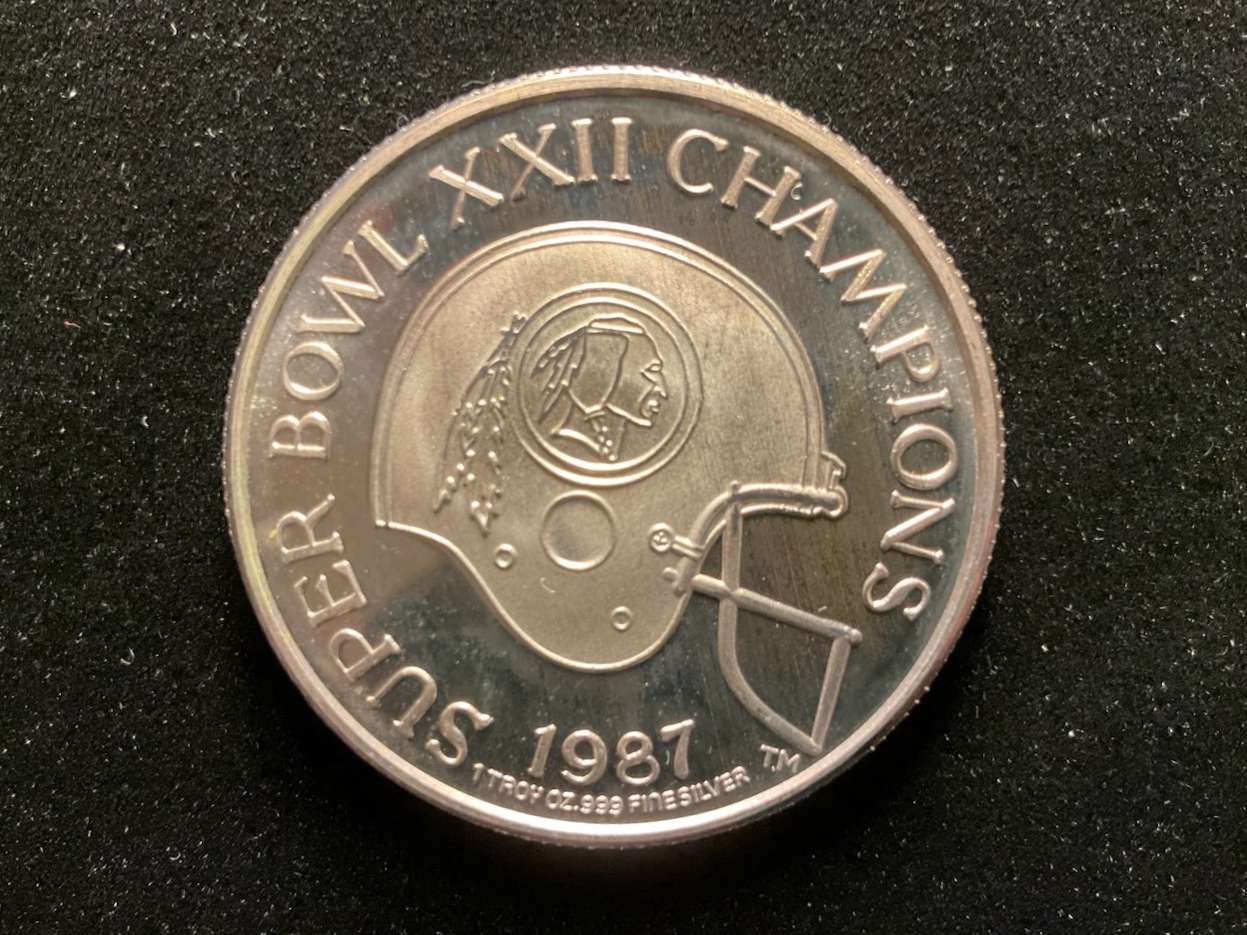 SUPER BOWL XXII CHAMPIONS
1987
1 TROY OZ. .999 FINE SILVER
TM